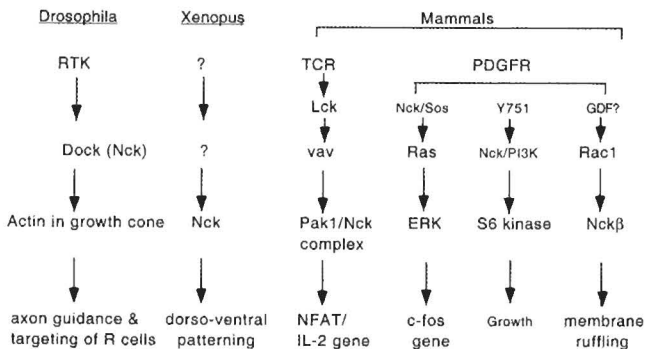 Drosophila Xenopus Mammals
RTK ? TCR PDGFR
Lck Nck/Sos Y751 GDF?
Dock (Nck) ? vav Ras Nck/PI3K Rac1
Actin in growth cone Nck Pak1/Nck ERK S6 kinase Nckβ
complex
axon guidance & dorso-ventral NFAT/ c-fos Growth membrane
targeting of R cells patterning IL-2 gene gene ruffling